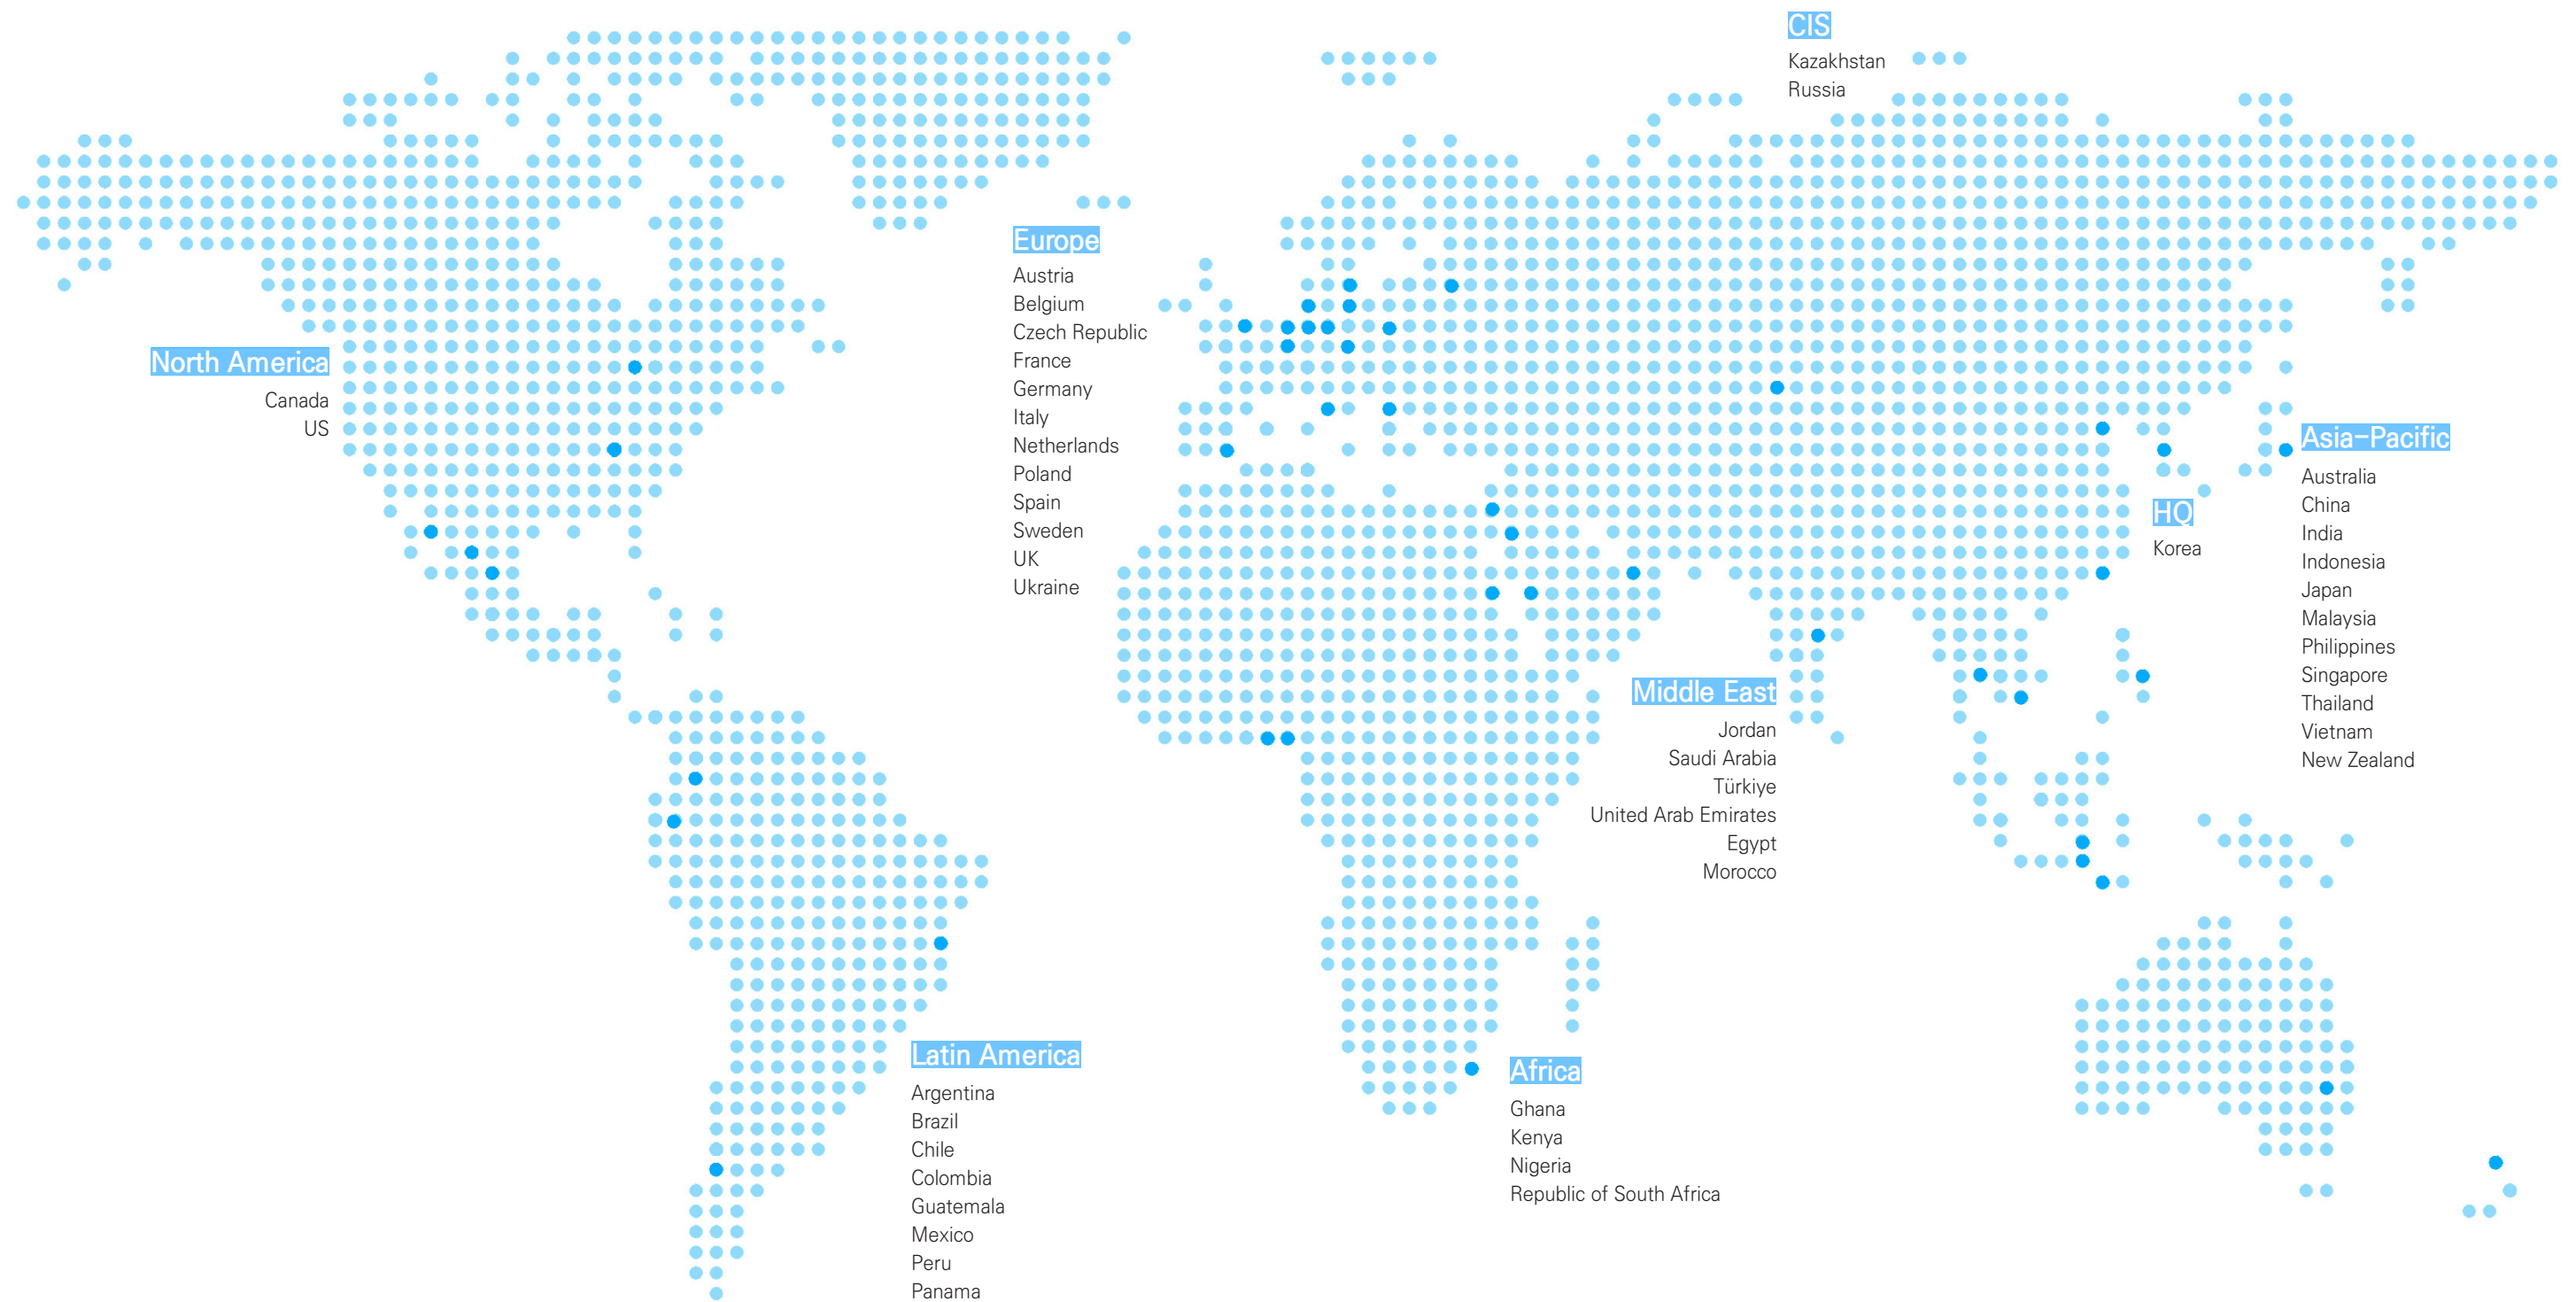 CIS
Kazakhstan
Russia
Europe
Austria
Belgium
Czech Republic
France
Germany
Italy
Netherlands
Poland
Spain
Sweden
UK
Ukraine
North America
Canada
US
Asia-Pacific
Australia
China
India
Indonesia
Japan
Malaysia
Philippines
Singapore
Thailand
Vietnam
New Zealand
HQ
Korea
Middle East
Jordan
Saudi Arabia
Türkiye
United Arab Emirates
Egypt
Morocco
Latin America
Argentina
Brazil
Chile
Colombia
Guatemala
Mexico
Peru
Panama
Africa
Ghana
Kenya
Nigeria
Republic of South Africa